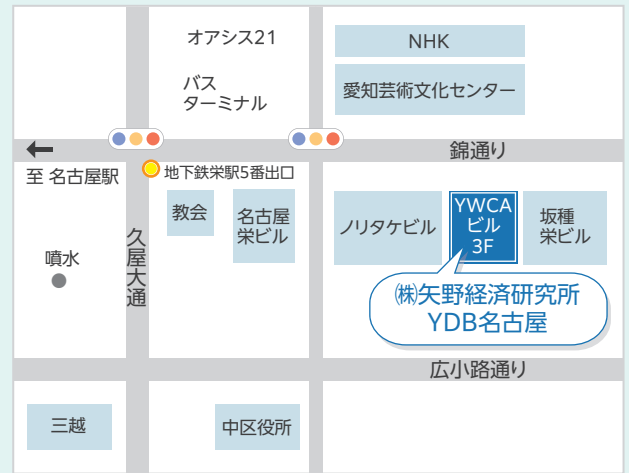 オアシス21
NHK
バス
ターミナル
愛知芸術文化センター
錦通り
至 名古屋駅
地下鉄栄駅5番出口
教会
名古屋
栄ビル
ノリタケビル
YWCA
ビル
3F
坂種
栄ビル
久屋大通
噴水
㈱矢野経済研究所
YDB名古屋
広小路通り
三越
中区役所